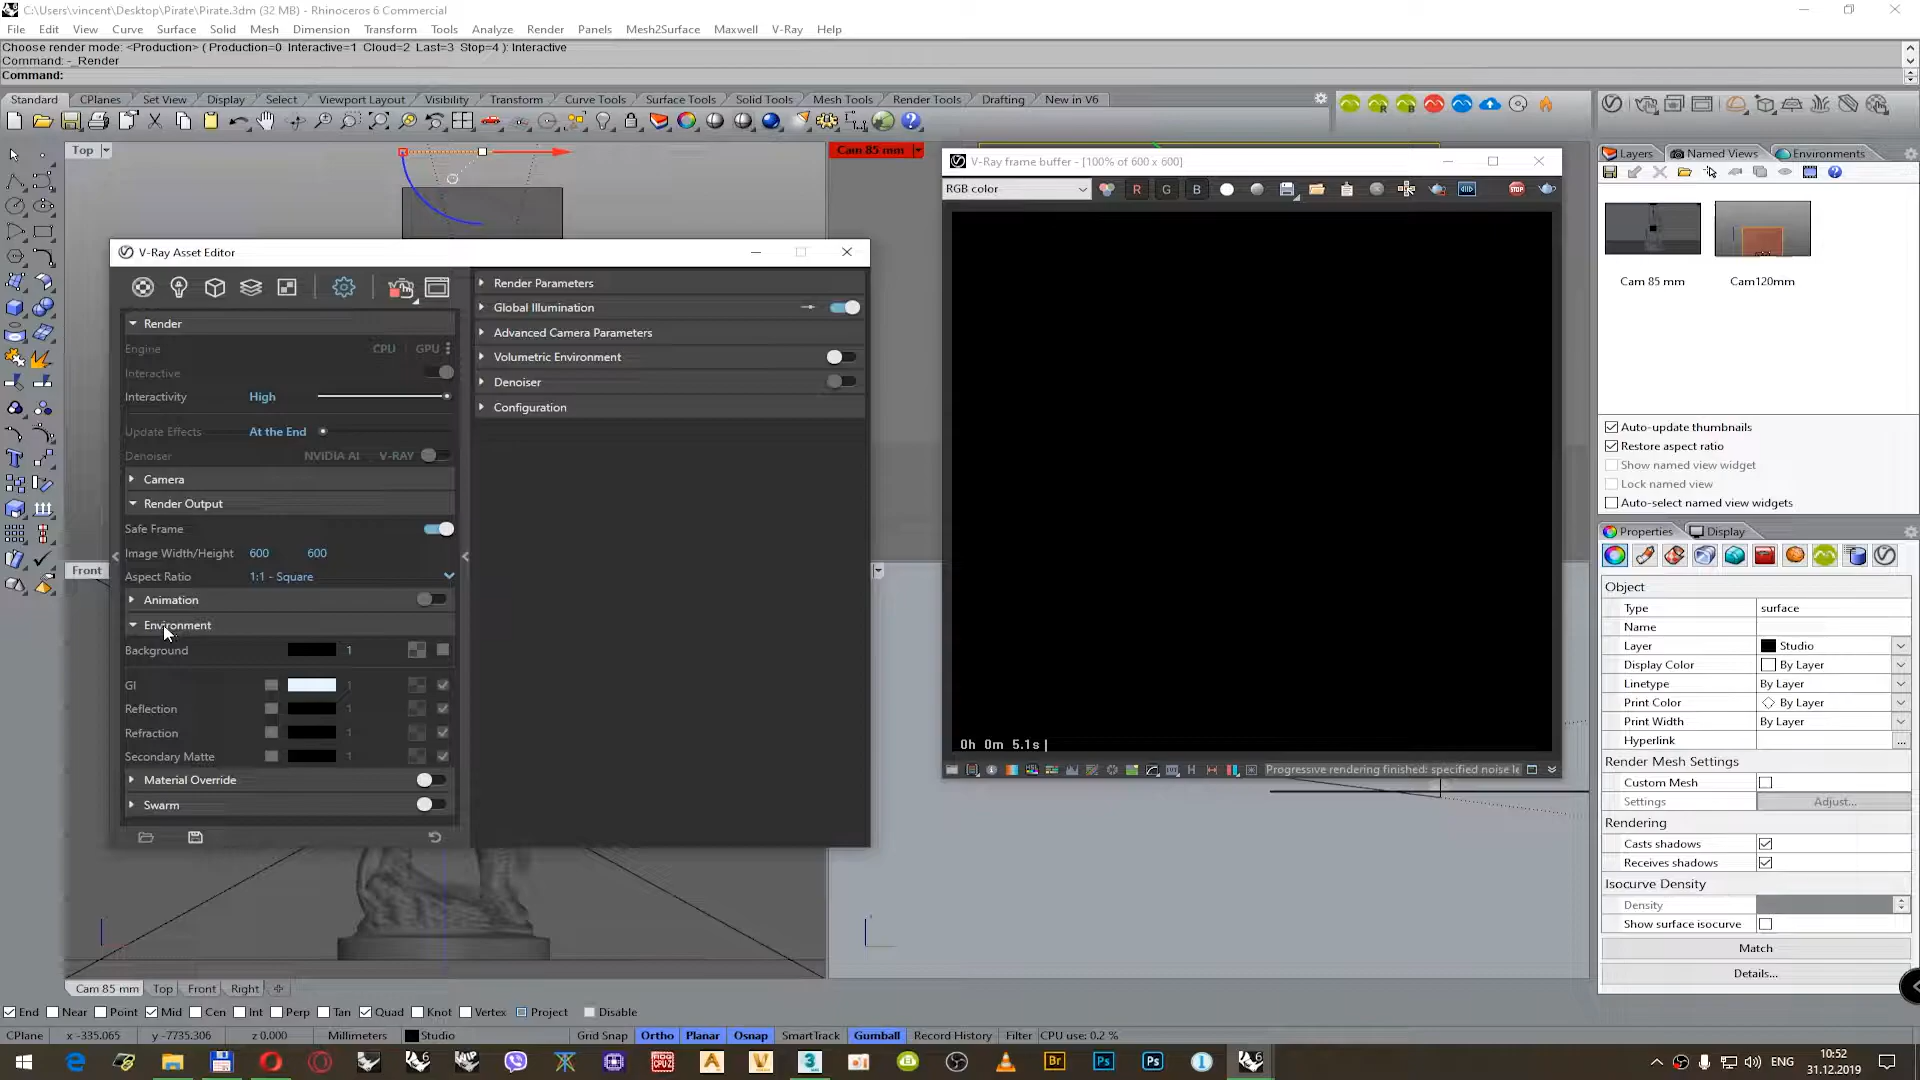 C:\Users\vincent\Desktop\Pirate\Pirate.3dm (32 MB) - Rhinoceros 6 Commercial
File Edit View Curve Surface Solid Mesh Dimension Transform Tools Analyze Render Panels Mesh2Surface Maxwell V-Ray Help
Choose render mode: <Production> ( Production=0 Interactive=1 Cloud=2 Last=3 Stop=4 ): Interactive
Command: -_Render
Command:
Standard CPlanes Set View Display Select Viewport Layout Visibility Transform Curve Tools Surface Tools Solid Tools Mesh Tools Render Tools Drafting New in V6
Top
Cam 85 mm
V-Ray frame buffer - [100% of 600 x 600]
RGB color
R G B
STOP
0h 0m 5.1s |
Progressive rendering finished: specified noise le
Layers Named Views Environments
Cam 85 mm Cam120mm
Auto-update thumbnails
Restore aspect ratio
Show named view widget
Lock named view
Auto-select named view widgets
Properties Display
Object
Type surface
Name
Layer Studio
Display Color By Layer
Linetype By Layer
Print Color By Layer
Print Width By Layer
Hyperlink ...
Render Mesh Settings
Custom Mesh
Settings Adjust...
Rendering
Casts shadows
Receives shadows
Isocurve Density
Density
Show surface isocurve
Match
Details...
V-Ray Asset Editor
Render
Engine CPU GPU
Interactive
Interactivity High
Update Effects At the End
Denoiser NVIDIA AI V-RAY
Camera
Render Output
Safe Frame
Image Width/Height 600 600
Aspect Ratio 1:1 - Square
Animation
Environment
Background 1
GI 1
Reflection 1
Refraction 1
Secondary Matte 1
Material Override
Swarm
Render Parameters
Global Illumination
Advanced Camera Parameters
Volumetric Environment
Denoiser
Configuration
Front
Cam 85 mm Top Front Right
End Near Point Mid Cen Int Perp Tan Quad Knot Vertex Project Disable
CPlane x -335.065 y -7735.306 z 0.000 Millimeters Studio Grid Snap Ortho Planar Osnap SmartTrack Gumball Record History Filter CPU use: 0.2 %
Br Ps Ps
ENG
10:52
31.12.2019